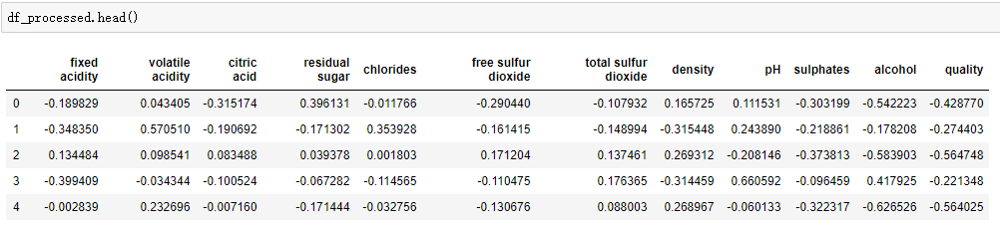 df_processed.head()
fixed acidity volatile acidity citric acid residual sugar chlorides free sulfur dioxide total sulfur dioxide density pH sulphates alcohol quality
0 -0.189829 0.043405 -0.315174 0.396131 -0.011766 -0.290440 -0.107932 0.165725 0.111531 -0.303199 -0.542223 -0.428770
1 -0.348350 0.570510 -0.190692 -0.171302 0.353928 -0.161415 -0.148994 -0.315448 0.243890 -0.218861 -0.178208 -0.274403
2 0.134484 0.098541 0.083488 0.039378 0.001803 0.171204 0.137461 0.269312 -0.208146 -0.373813 -0.583903 -0.564748
3 -0.399409 -0.034344 -0.100524 -0.067282 -0.114565 -0.110475 0.176365 -0.314459 0.660592 -0.096459 0.417925 -0.221348
4 -0.002839 0.232696 -0.007160 -0.171444 -0.032756 -0.130676 0.088003 0.268967 -0.060133 -0.322317 -0.626526 -0.564025